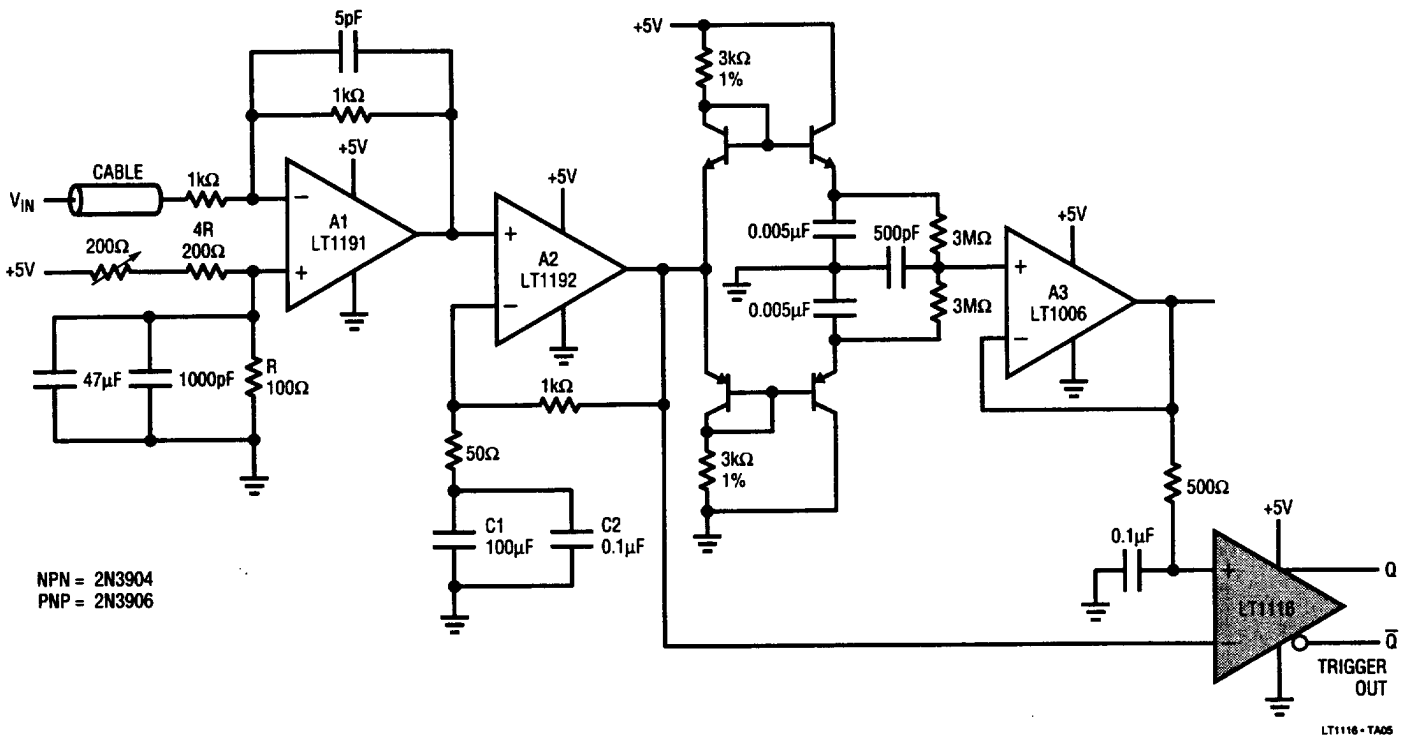 5pF
+5V
3kΩ
1%
1kΩ
+5V
CABLE
1kΩ
VIN
−
A1
LT1191
+
+5V
+
A2
LT1192
−
200Ω
4R
200Ω
+5V
0.005μF
500pF
3MΩ
0.005μF
3MΩ
+5V
+
A3
LT1006
−
47μF
1000pF
R
100Ω
1kΩ
50Ω
3kΩ
1%
500Ω
C1
100μF
C2
0.1μF
0.1μF
+5V
+
LT1116
−
Q
Q̅
TRIGGER
OUT
NPN = 2N3904
PNP = 2N3906
LT1116 • TA05